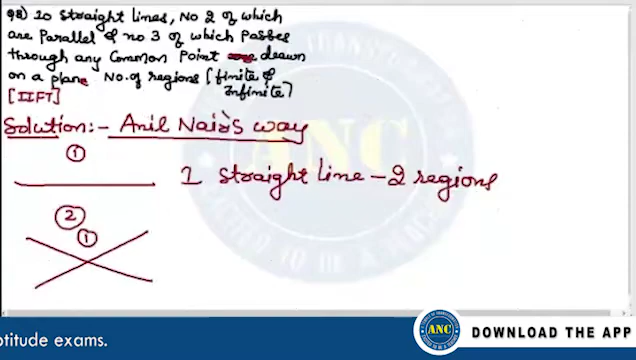 98) 20 Straight lines, No 2 of which
are Parallel & no 3 of which Passes
through any Common Point drawn
on a plane No. of regions (finite &
Infinite)
[IIFT]
Solution:- Anil Nair's way
①
1 Straight line - 2 regions
②
①
ANC
ptitude exams.
ANC
DOWNLOAD THE APP